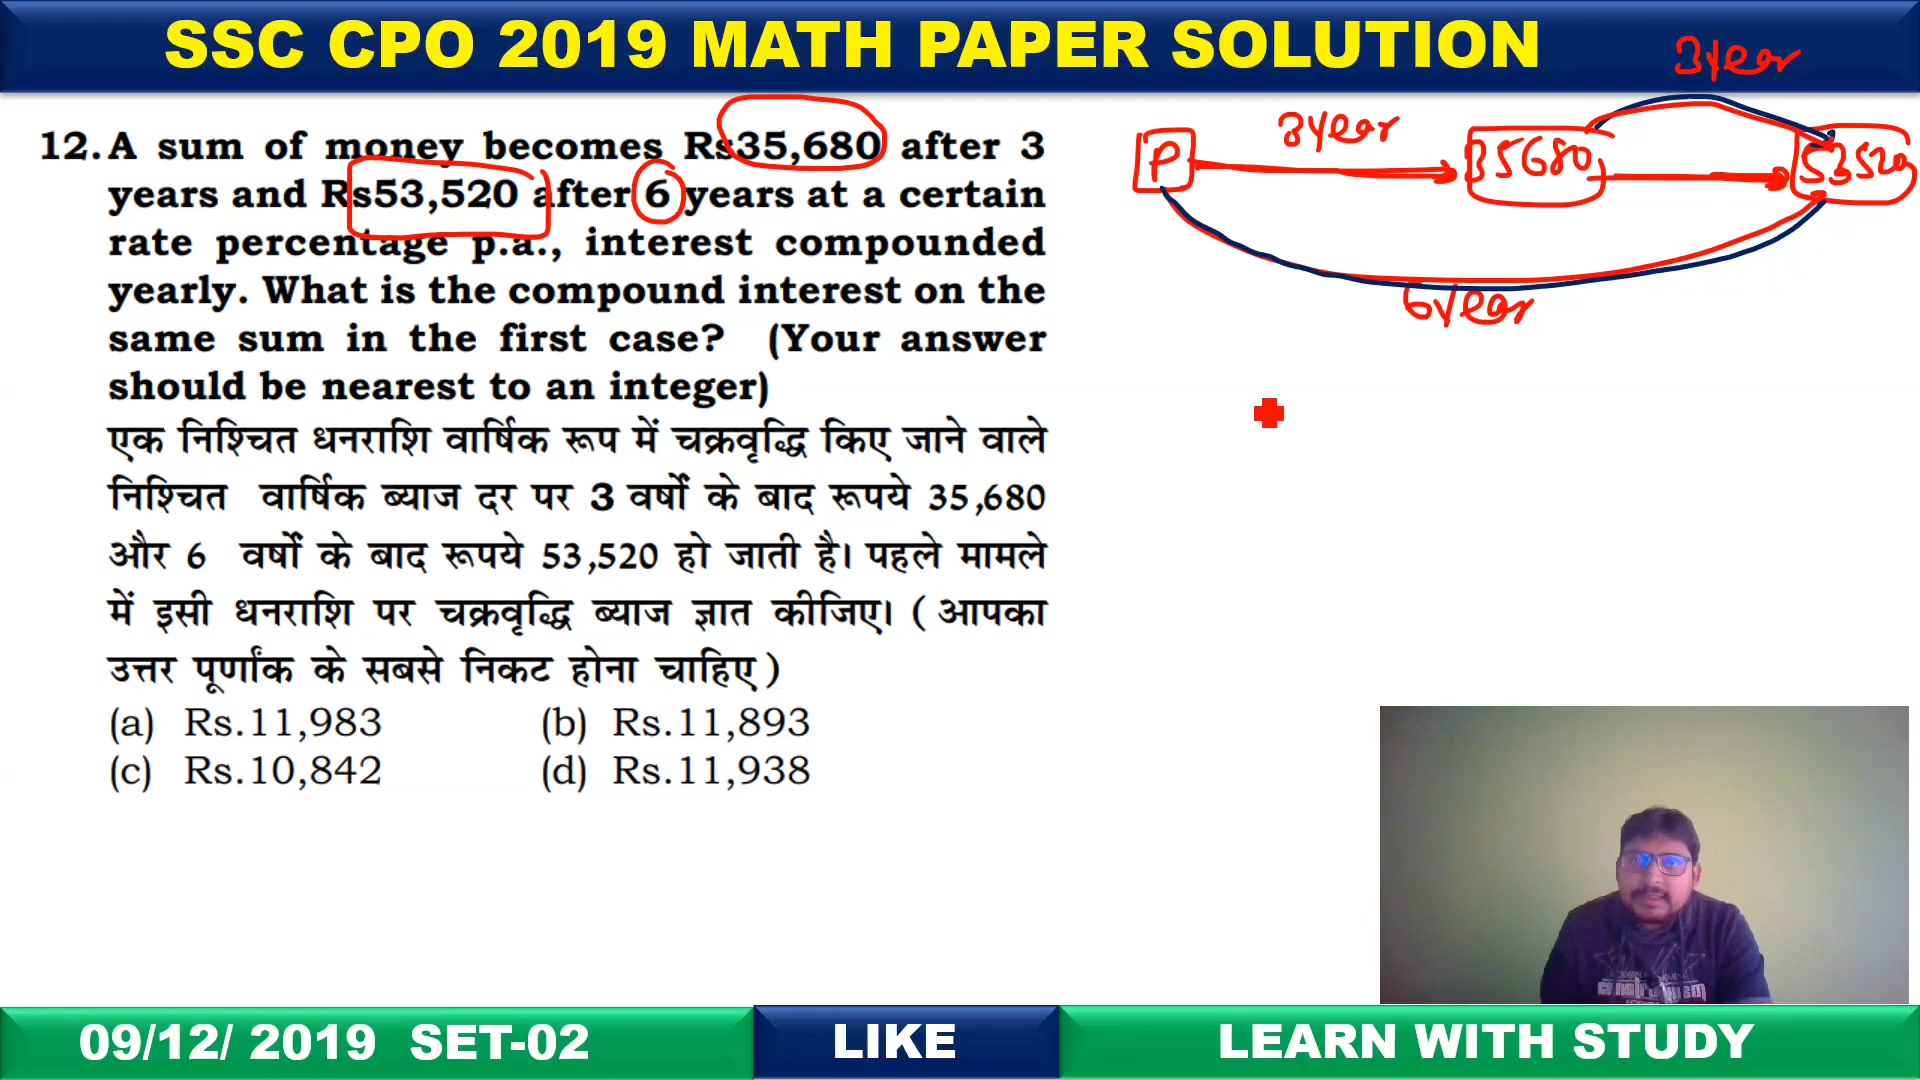 SSC CPO 2019 MATH PAPER SOLUTION
3year
12. A sum of money becomes Rs35,680 after 3
years and Rs53,520 after 6 years at a certain
rate percentage p.a., interest compounded
yearly. What is the compound interest on the
same sum in the first case? (Your answer
should be nearest to an integer)
एक निश्चित धनराशि वार्षिक रूप में चक्रवृद्धि किए जाने वाले
निश्चित वार्षिक ब्याज दर पर 3 वर्षों के बाद रूपये 35,680
और 6 वर्षों के बाद रूपये 53,520 हो जाती है। पहले मामले
में इसी धनराशि पर चक्रवृद्धि ब्याज ज्ञात कीजिए। ( आपका
उत्तर पूर्णांक के सबसे निकट होना चाहिए )
(a) Rs.11,983 (b) Rs.11,893
(c) Rs.10,842 (d) Rs.11,938
P 3year 35680 53520
6year
09/12/ 2019 SET-02 LIKE LEARN WITH STUDY